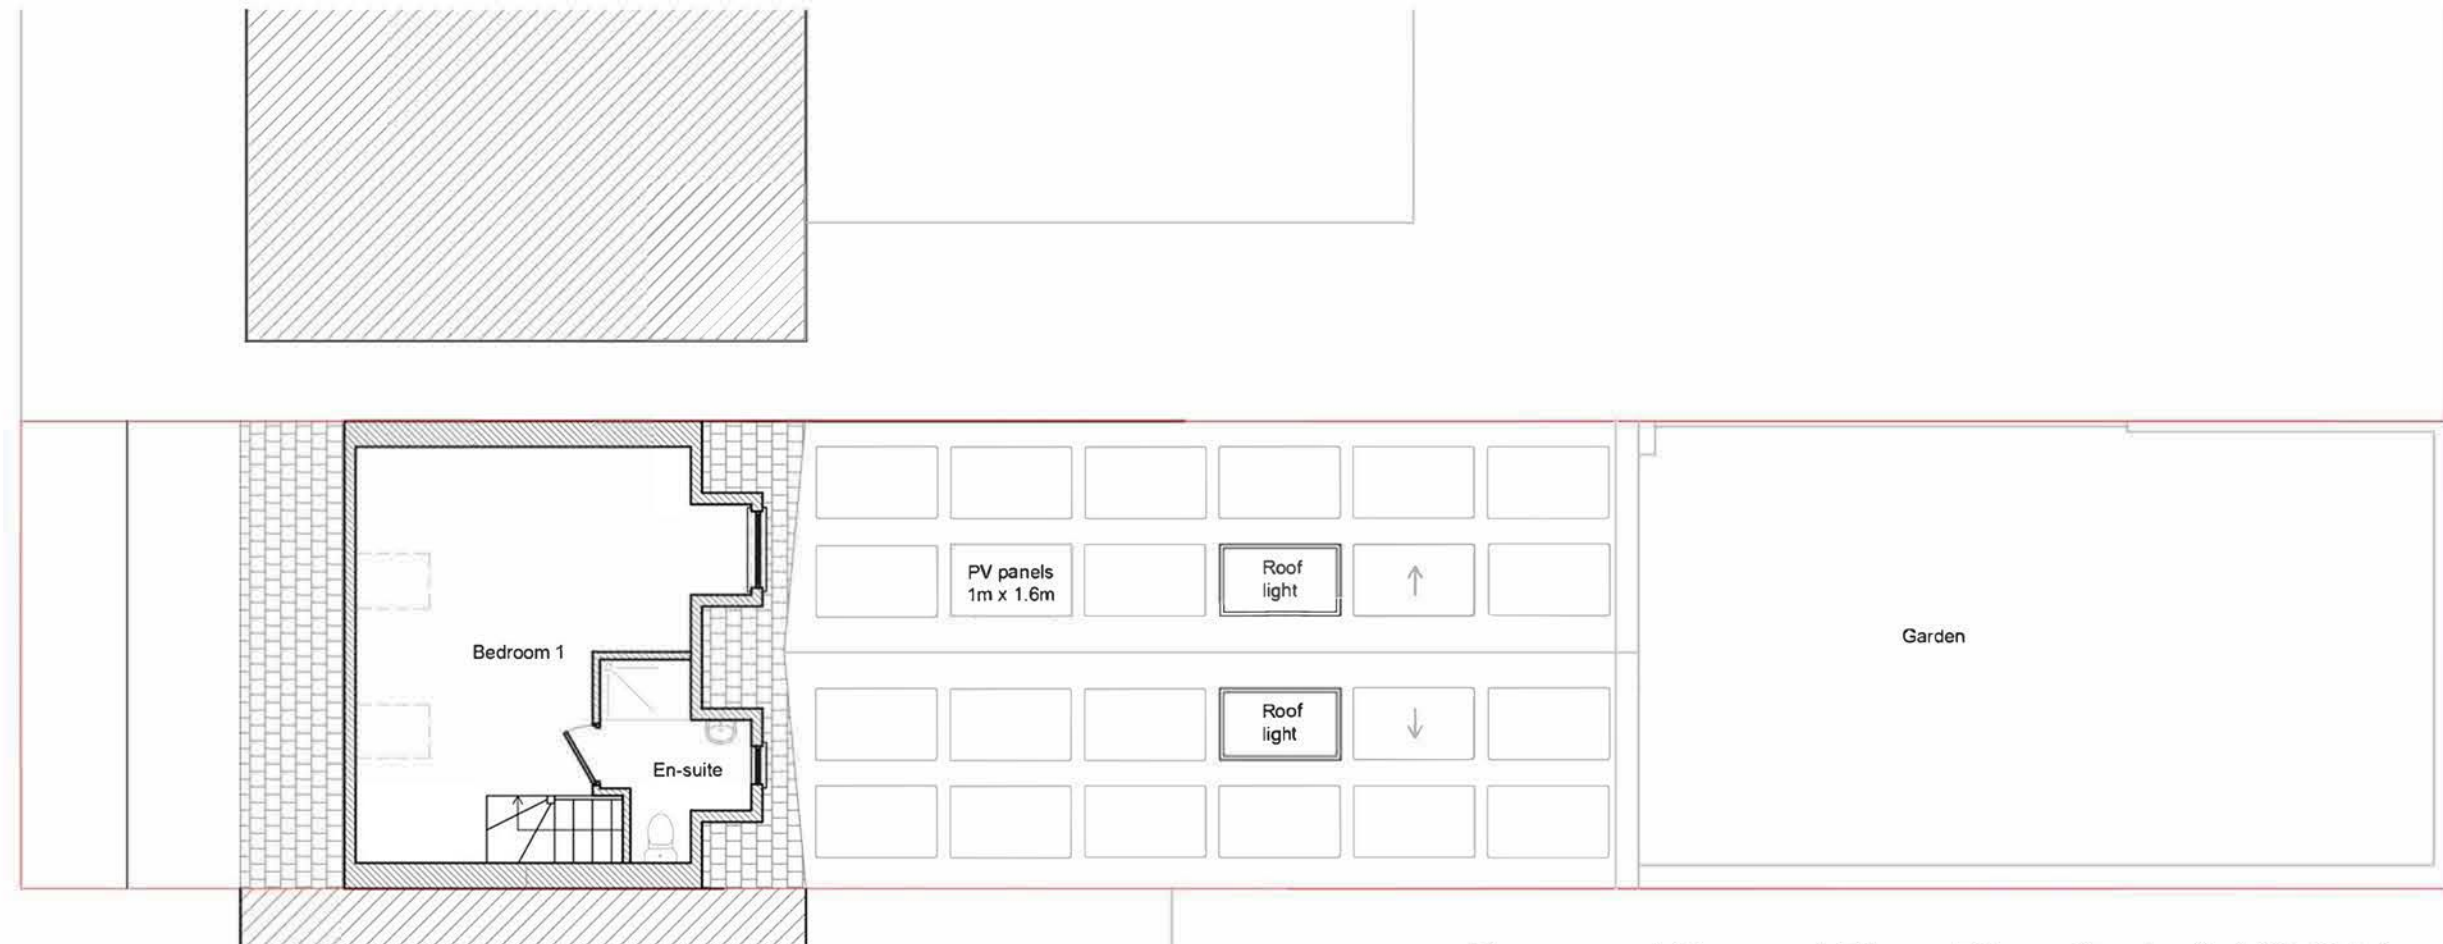 PV panels
1m x 1.6m
Roof
light
Bedroom 1
Garden
Roof
light
En-suite